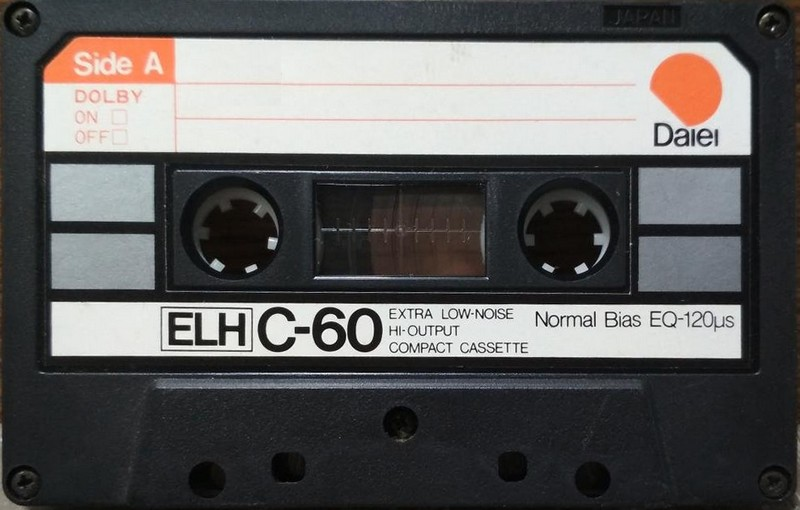 JAPAN
Side A
DOLBY
ON
OFF
Daiei
ELH C-60
EXTRA LOW-NOISE
HI-OUTPUT
COMPACT CASSETTE
Normal Bias EQ-120µs